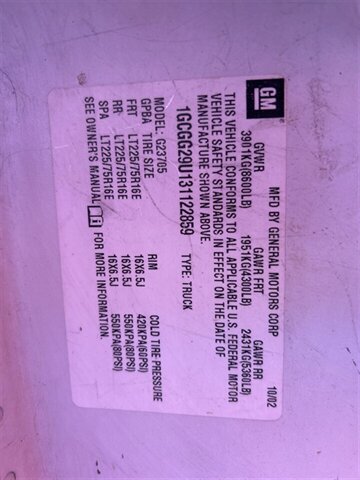 GM
MFD BY GENERAL MOTORS CORP 10/02
GVWR GAWR FRT GAWR RR
3901KG(8600LB) 1951KG(4300LB) 2431KG(5360LB)
THIS VEHICLE CONFORMS TO ALL APPLICABLE U.S. FEDERAL MOTOR
VEHICLE SAFETY STANDARDS IN EFFECT ON THE DATE OF
MANUFACTURE SHOWN ABOVE.
1GCGG29U131122859 TYPE: TRUCK
MODEL: G23705
GPBA TIRE SIZE RIM COLD TIRE PRESSURE
FRT LT225/75R16E 16X6.5J 420KPA(60PSI)
RR LT225/75R16E 16X6.5J 550KPA(80PSI)
SPA LT225/75R16E 16X6.5J 550KPA(80PSI)
SEE OWNER'S MANUAL FOR MORE INFORMATION.